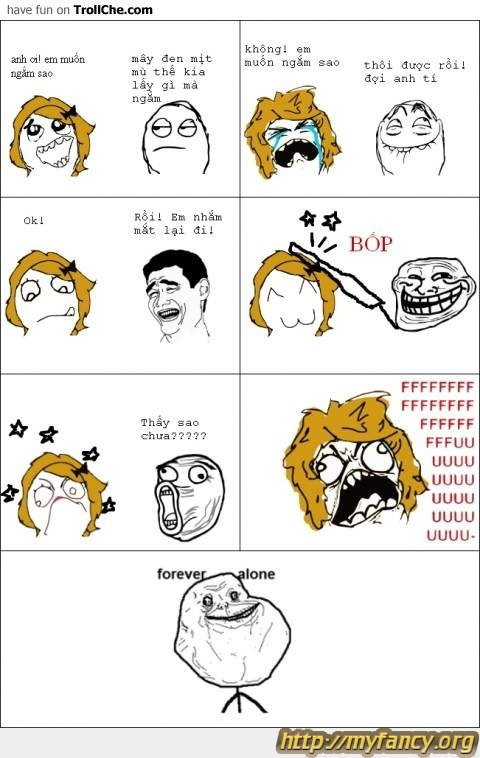 have fun on TrollChe.com
anh ơi! em muốn
ngắm sao
mây đen mịt
mù thế kia
lấy gì mà
ngắm
không! em
muốn ngắm sao
thôi được rồi!
đợi anh tí
Ok!
Rồi! Em nhắm
mắt lại đi!
BỐP
Thấy sao
chưa?????
FFFFFFFF
FFFFFFFF
FFFFFF
FFFUU
UUUU
UUUU
UUUU
UUUU
UUUU-
forever alone
http://myfancy.org